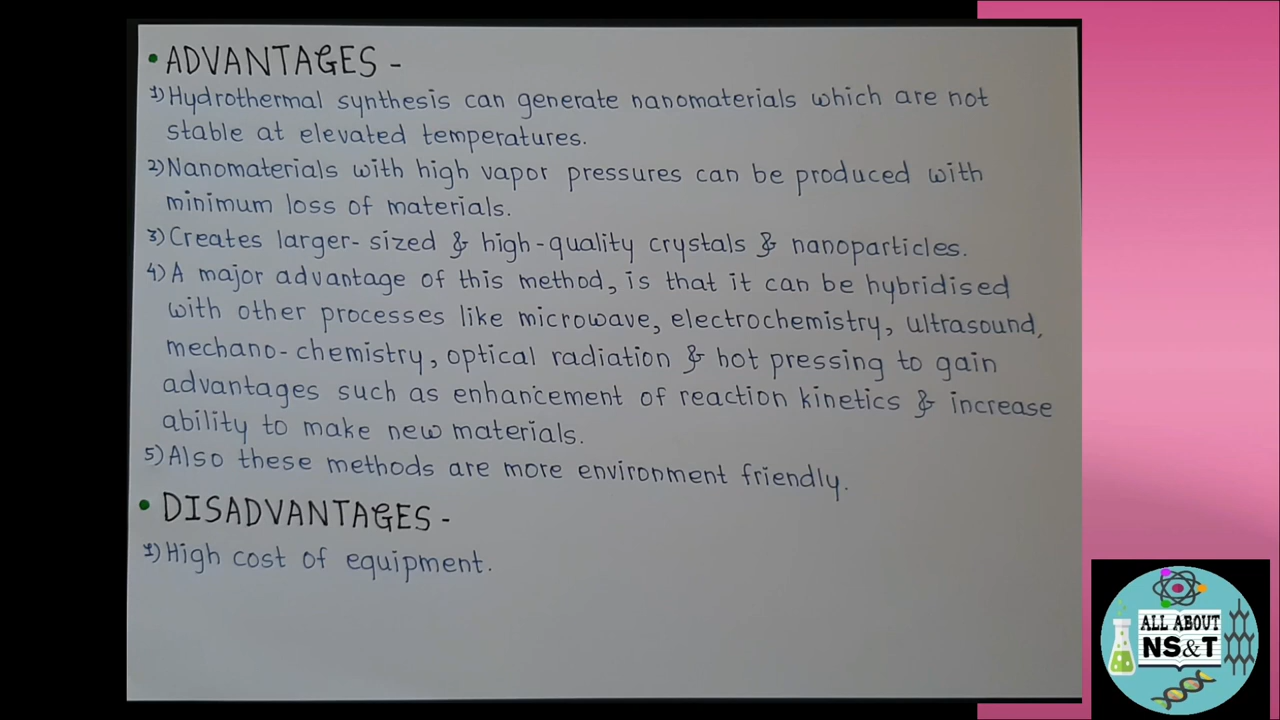 • ADVANTAGES -
1) Hydrothermal synthesis can generate nanomaterials which are not
stable at elevated temperatures.
2) Nanomaterials with high vapor pressures can be produced with
minimum loss of materials.
3) Creates larger-sized & high-quality crystals & nanoparticles.
4) A major advantage of this method, is that it can be hybridised
with other processes like microwave, electrochemistry, ultrasound,
mechano-chemistry, optical radiation & hot pressing to gain
advantages such as enhancement of reaction kinetics & increase
ability to make new materials.
5) Also these methods are more environment friendly.
• DISADVANTAGES -
1) High cost of equipment.
ALL ABOUT
NS&T